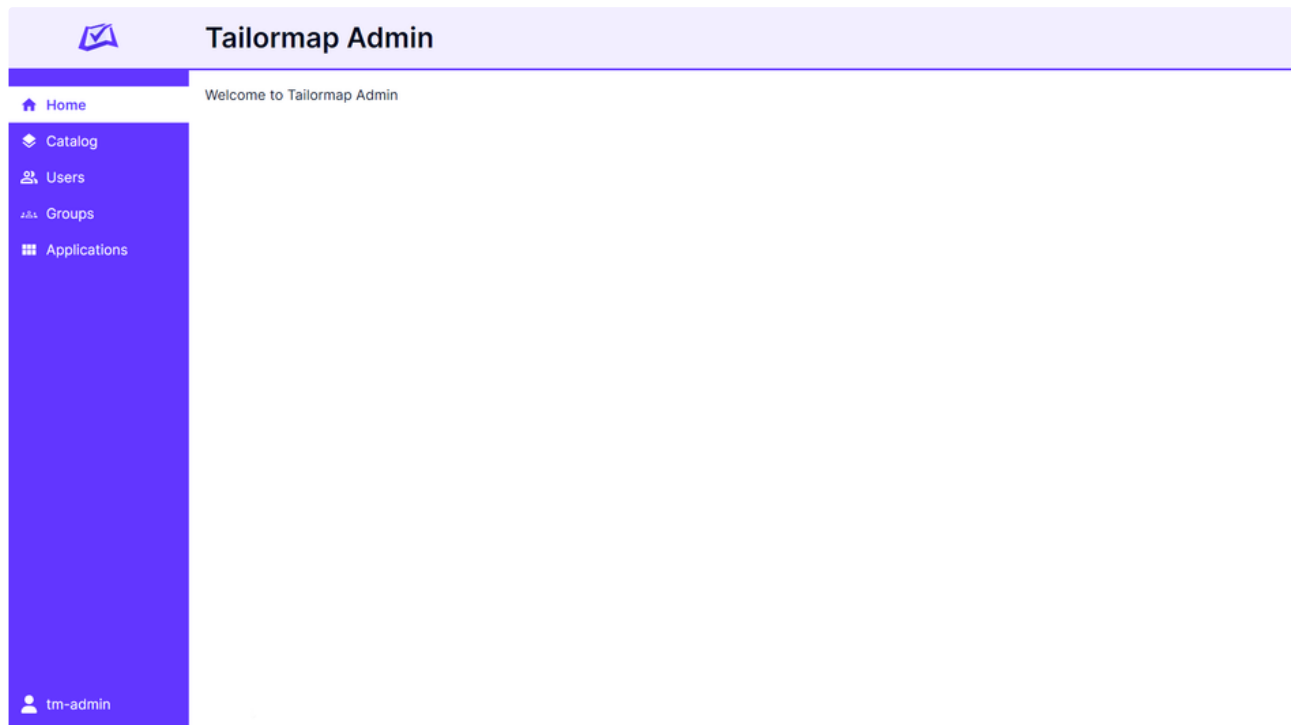 Tailormap Admin
Welcome to Tailormap Admin
Home
Catalog
Users
Groups
Applications
tm-admin